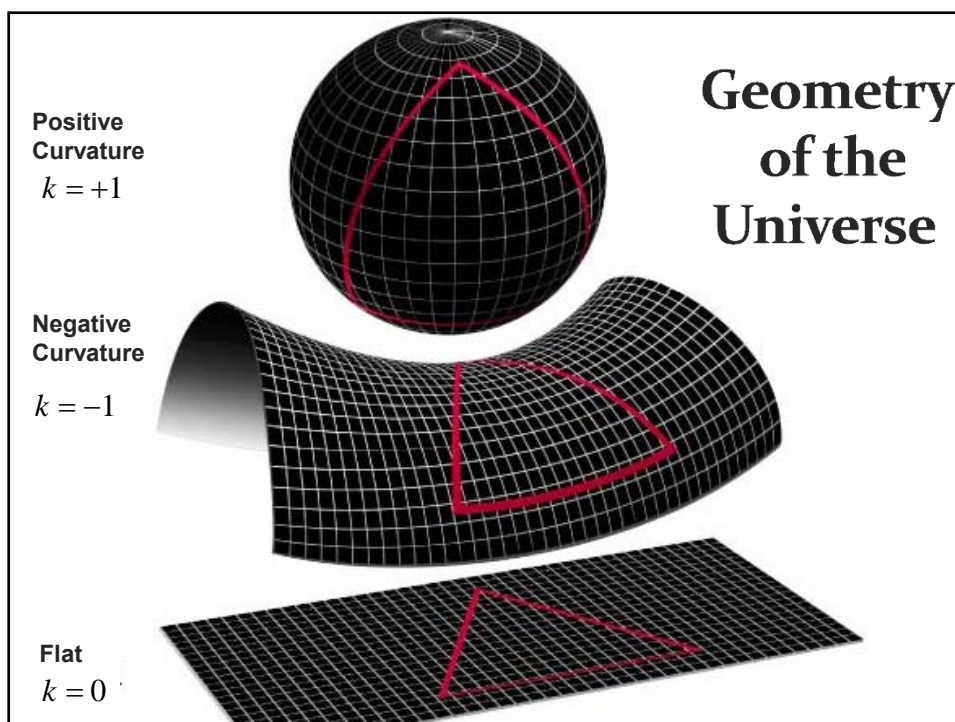 Geometry
of the
Universe
Positive
Curvature
k = +1
Negative
Curvature
k = −1
Flat
k = 0